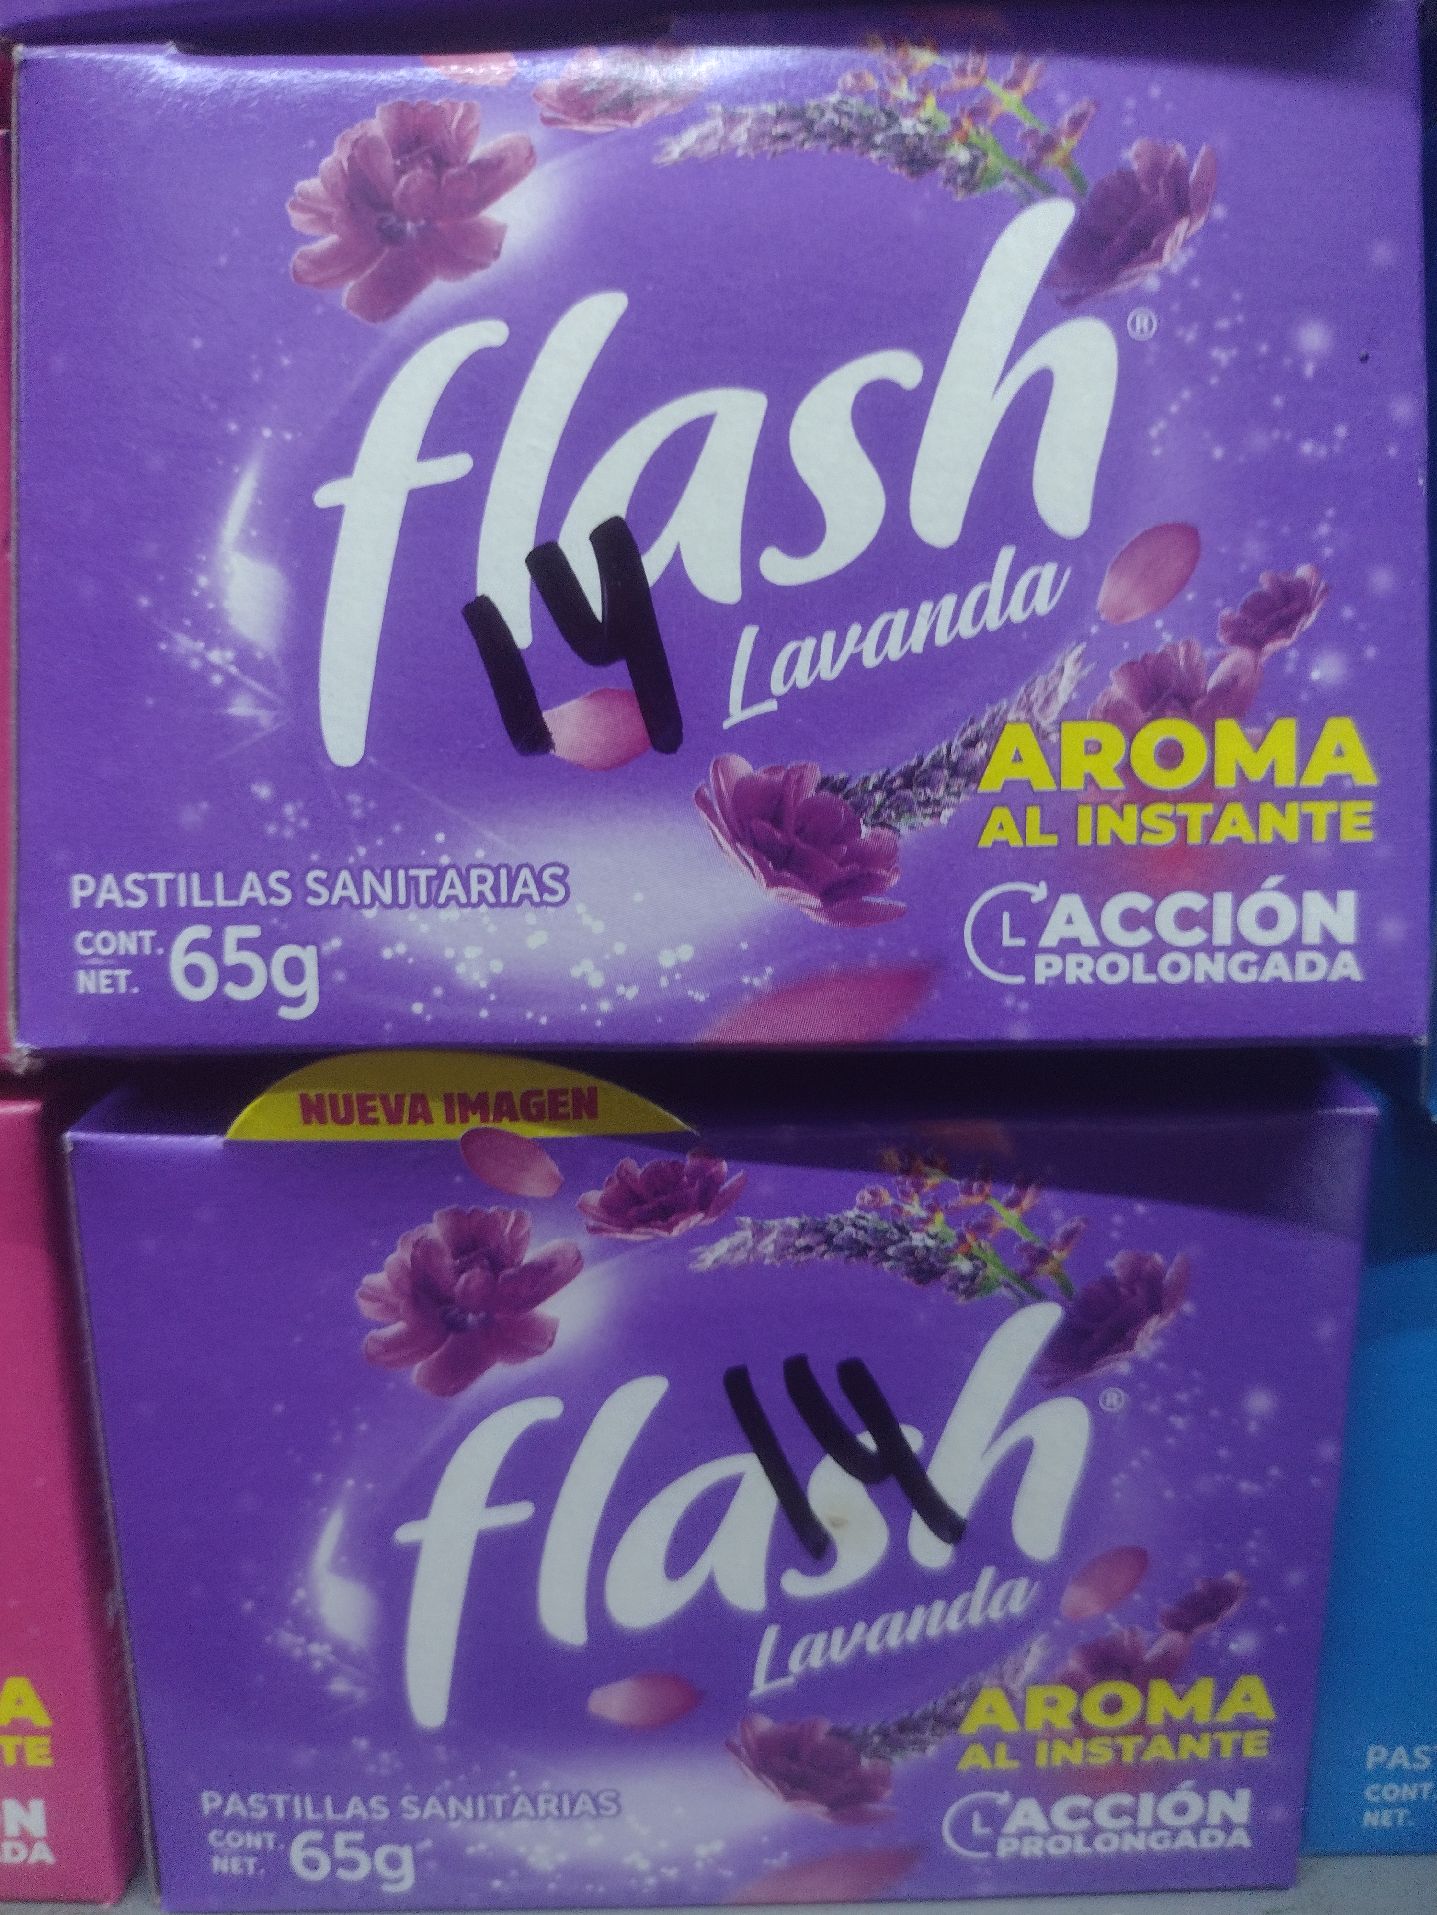 flash®
14
Lavanda
AROMA
AL INSTANTE
PASTILLAS SANITARIAS
CONT.
NET. 65g
L ACCIÓN
PROLONGADA
NUEVA IMAGEN
flash®
14
Lavanda
AROMA
AL INSTANTE
PASTILLAS SANITARIAS
CONT.
NET. 65g
L ACCIÓN
PROLONGADA
A
TE
N
DA
PAS
CONT.
NET.